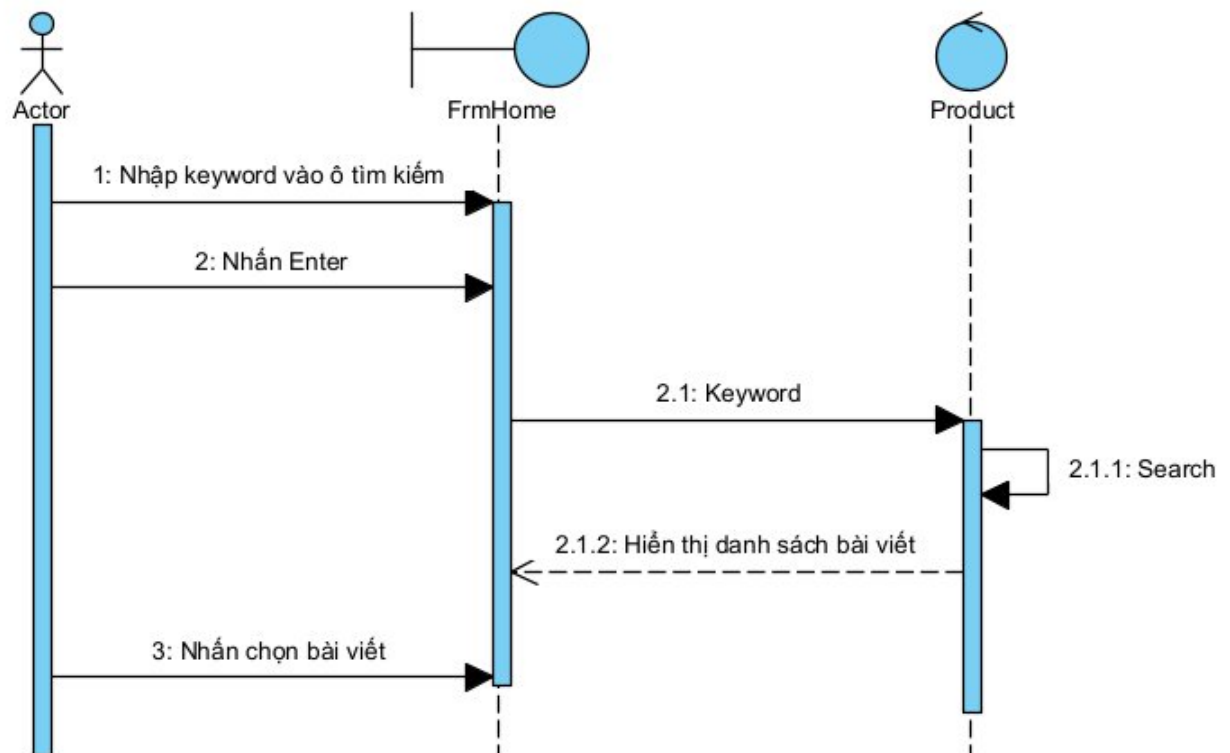 Actor
FrmHome
Product
1: Nhập keyword vào ô tìm kiếm
2: Nhấn Enter
2.1: Keyword
2.1.1: Search
2.1.2: Hiển thị danh sách bài viết
3: Nhấn chọn bài viết